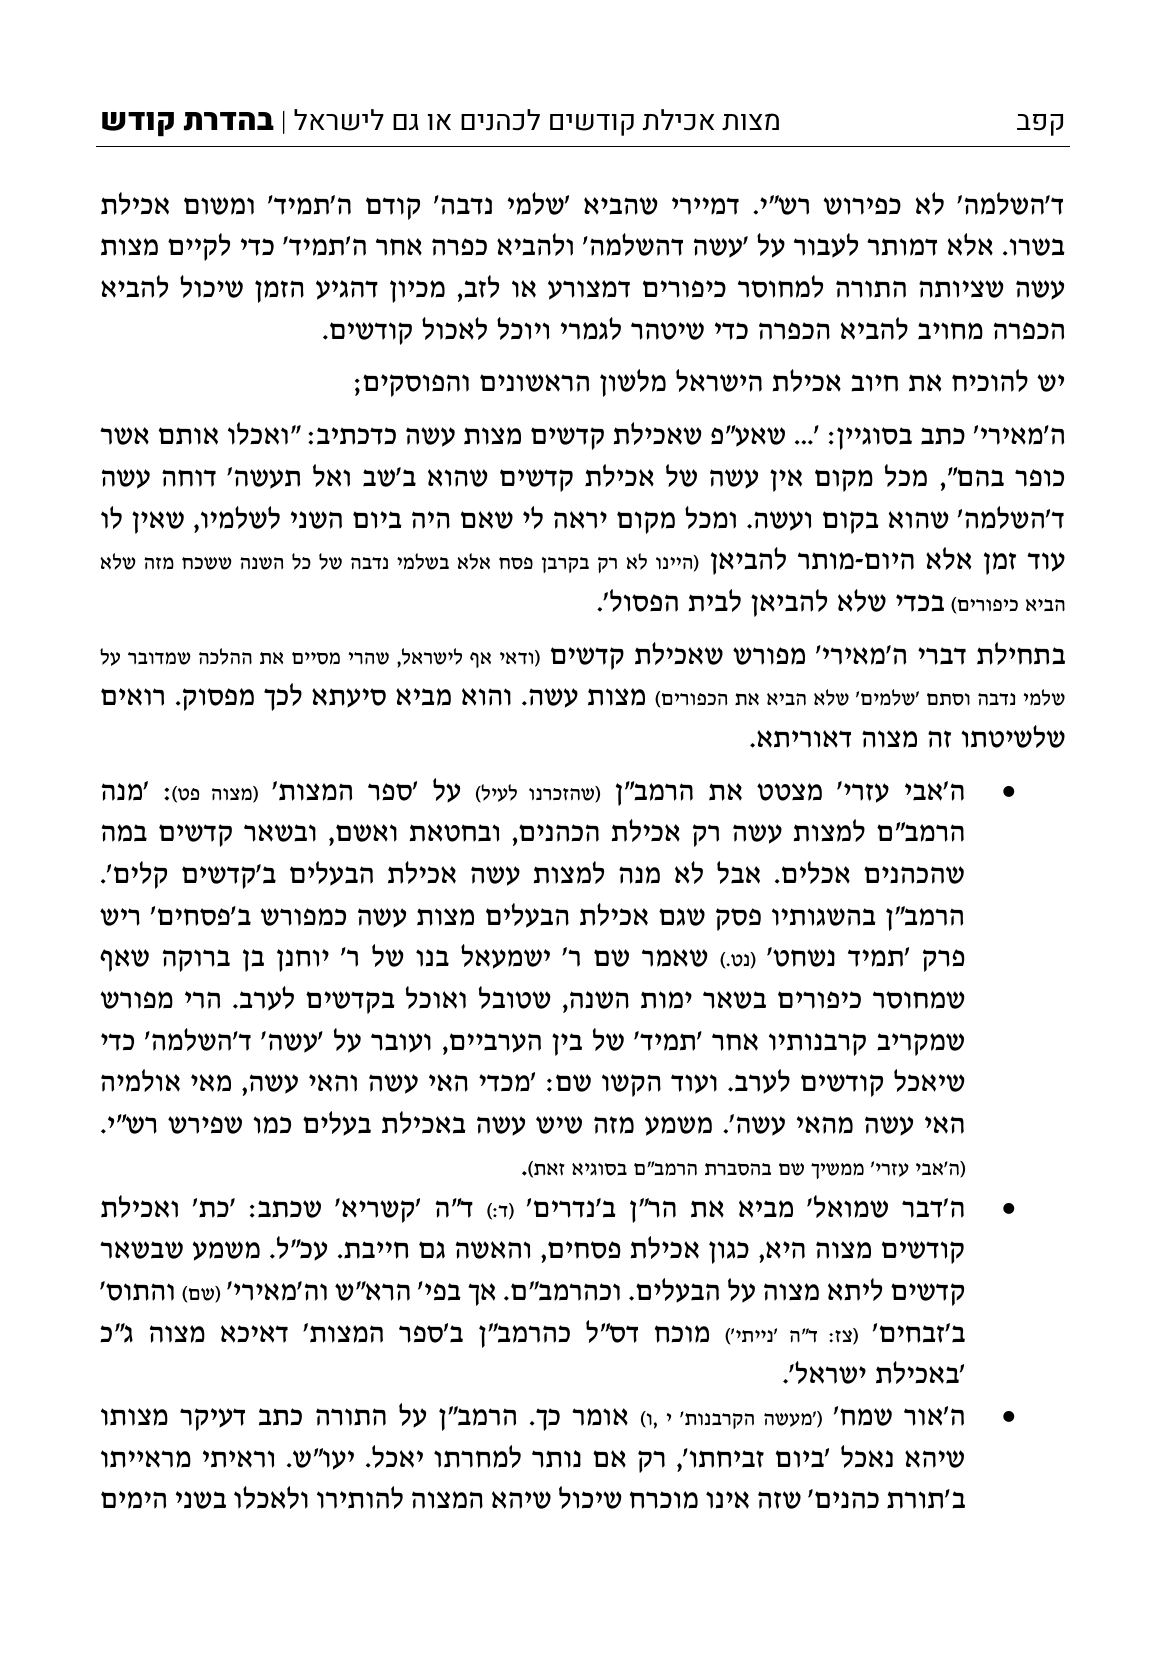 קפב מצות אכילת קודשים לכהנים או גם לישראל | בהדרת קודש
ד'השלמה' לא כפירוש רש"י. דמיירי שהביא 'שלמי נדבה' קודם ה'תמיד' ומשום אכילת
בשרו. אלא דמותר לעבור על 'עשה דהשלמה' ולהביא כפרה אחר ה'תמיד' כדי לקיים מצות
עשה שציותה התורה למחוסר כיפורים דמצורע או לזב, מכיון דהגיע הזמן שיכול להביא
הכפרה מחויב להביא הכפרה כדי שיטהר לגמרי ויוכל לאכול קודשים.
יש להוכיח את חיוב אכילת הישראל מלשון הראשונים והפוסקים;
ה'מאירי' כתב בסוגיין: '... שאע"פ שאכילת קדשים מצות עשה כדכתיב: "ואכלו אותם אשר
כופר בהם", מכל מקום אין עשה של אכילת קדשים שהוא ב'שב ואל תעשה' דוחה עשה
ד'השלמה' שהוא בקום ועשה. ומכל מקום יראה לי שאם היה ביום השני לשלמיו, שאין לו
עוד זמן אלא היום-מותר להביאן (היינו לא רק בקרבן פסח אלא בשלמי נדבה של כל השנה ששכח מזה שלא
הביא כיפורים) בכדי שלא להביאן לבית הפסול'.
בתחילת דברי ה'מאירי' מפורש שאכילת קדשים (ודאי אף לישראל, שהרי מסיים את ההלכה שמדובר על
שלמי נדבה וסתם 'שלמים' שלא הביא את הכפורים) מצות עשה. והוא מביא סיעתא לכך מפסוק. רואים
שלשיטתו זה מצוה דאוריתא.
• ה'אבי עזרי' מצטט את הרמב"ן (שהזכרנו לעיל) על 'ספר המצות' (מצוה פט): 'מנה
הרמב"ם למצות עשה רק אכילת הכהנים, ובחטאת ואשם, ובשאר קדשים במה
שהכהנים אכלים. אבל לא מנה למצות עשה אכילת הבעלים ב'קדשים קלים'.
הרמב"ן בהשגותיו פסק שגם אכילת הבעלים מצות עשה כמפורש ב'פסחים' ריש
פרק 'תמיד נשחט' (נט.) שאמר שם ר' ישמעאל בנו של ר' יוחנן בן ברוקה שאף
שמחוסר כיפורים בשאר ימות השנה, שטובל ואוכל בקדשים לערב. הרי מפורש
שמקריב קרבנותיו אחר 'תמיד' של בין הערביים, ועובר על 'עשה' ד'השלמה' כדי
שיאכל קודשים לערב. ועוד הקשו שם: 'מכדי האי עשה והאי עשה, מאי אולמיה
האי עשה מהאי עשה'. משמע מזה שיש עשה באכילת בעלים כמו שפירש רש"י.
(ה'אבי עזרי' ממשיך שם בהסברת הרמב"ם בסוגיא זאת).
• ה'דבר שמואל' מביא את הר"ן ב'נדרים' (ד:) ד"ה 'קשריא' שכתב: 'כת' ואכילת
קודשים מצוה היא, כגון אכילת פסחים, והאשה גם חייבת. עכ"ל. משמע שבשאר
קדשים ליתא מצוה על הבעלים. וכהרמב"ם. אך בפי' הרא"ש וה'מאירי' (שם) והתוס'
ב'זבחים' (צז: ד"ה 'נייתי') מוכח דס"ל כהרמב"ן ב'ספר המצות' דאיכא מצוה ג"כ
'באכילת ישראל'.
• ה'אור שמח' ('מעשה הקרבנות' י ,ו) אומר כך. הרמב"ן על התורה כתב דעיקר מצותו
שיהא נאכל 'ביום זביחתו', רק אם נותר למחרתו יאכל. יעו"ש. וראיתי מראייתו
ב'תורת כהנים' שזה אינו מוכרח שיכול שיהא המצוה להותירו ולאכלו בשני הימים